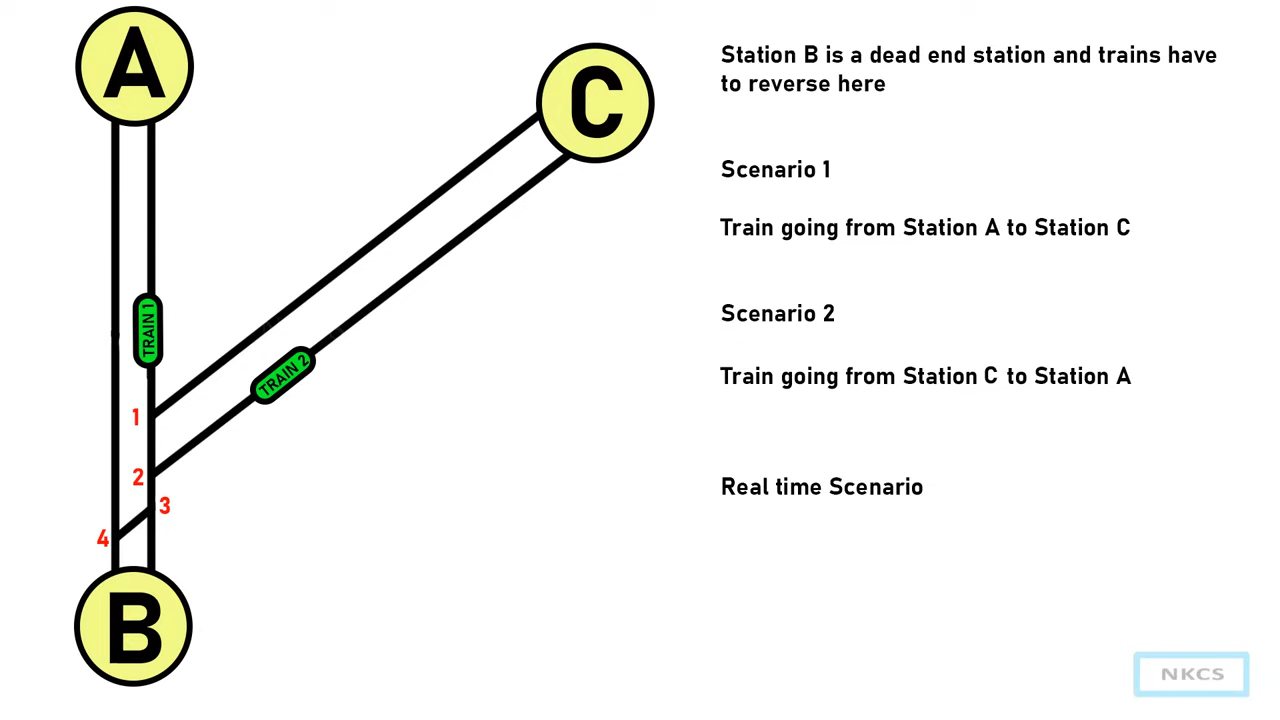 A
C
Station B is a dead end station and trains have
to reverse here
Scenario 1
Train going from Station A to Station C
TRAIN 1
Scenario 2
TRAIN 2
Train going from Station C to Station A
1
2
3
4
Real time Scenario
B
NKCS